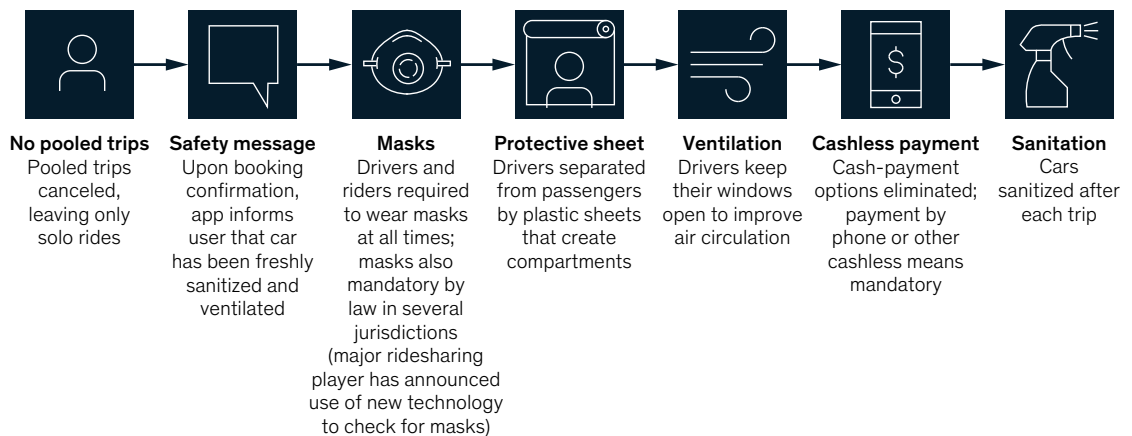 $
No pooled trips
Pooled trips
canceled,
leaving only
solo rides
Safety message
Upon booking
confirmation,
app informs
user that car
has been freshly
sanitized and
ventilated
Masks
Drivers and
riders required
to wear masks
at all times;
masks also
mandatory by
law in several
jurisdictions
(major ridesharing
player has announced
use of new technology
to check for masks)
Protective sheet
Drivers separated
from passengers
by plastic sheets
that create
compartments
Ventilation
Drivers keep
their windows
open to improve
air circulation
Cashless payment
Cash-payment
options eliminated;
payment by
phone or other
cashless means
mandatory
Sanitation
Cars
sanitized after
each trip